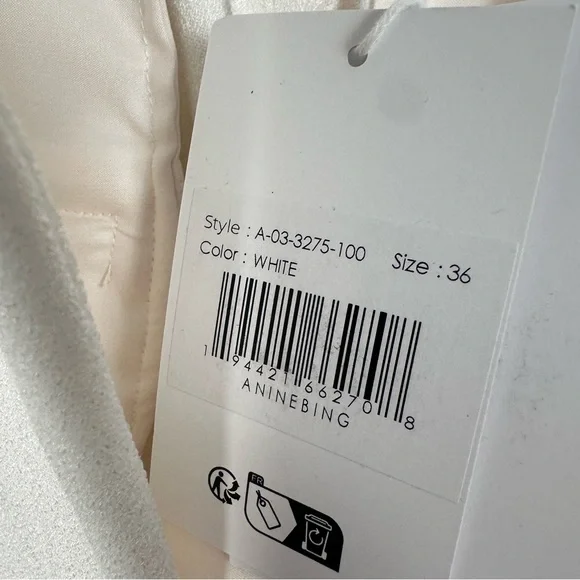 Style : A-03-3275-100 Size : 36
Color : WHITE
1 94421 66270 8
ANINEBING
FR